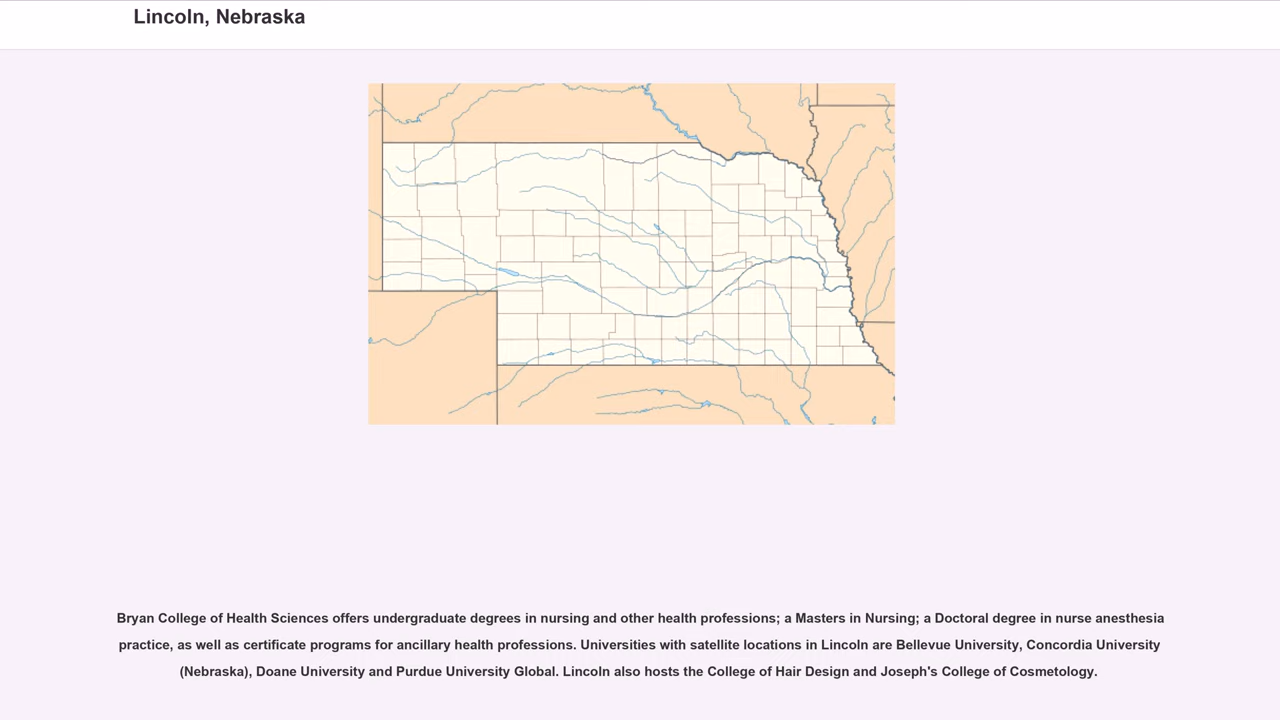 Lincoln, Nebraska
Bryan College of Health Sciences offers undergraduate degrees in nursing and other health professions; a Masters in Nursing; a Doctoral degree in nurse anesthesia
practice, as well as certificate programs for ancillary health professions. Universities with satellite locations in Lincoln are Bellevue University, Concordia University
(Nebraska), Doane University and Purdue University Global. Lincoln also hosts the College of Hair Design and Joseph's College of Cosmetology.